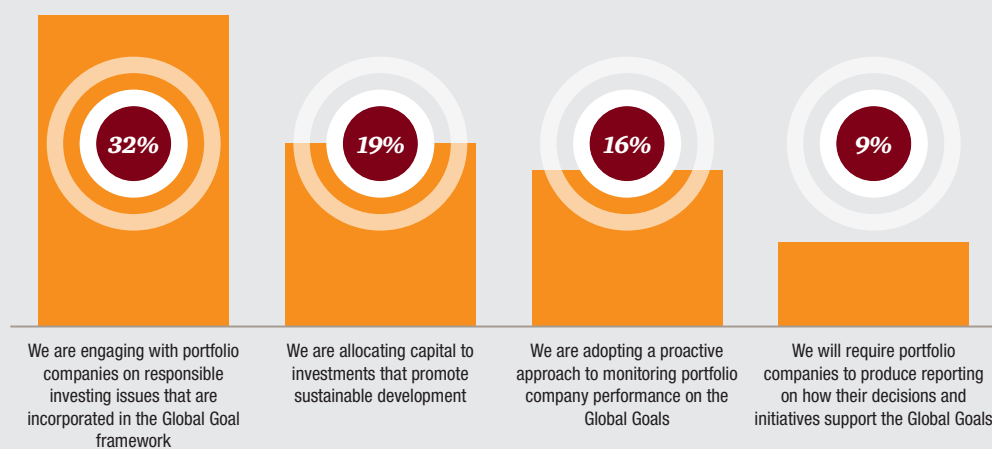 32%
19%
16%
9%
We are engaging with portfolio
companies on responsible
investing issues that are
incorporated in the Global Goal
framework
We are allocating capital to
investments that promote
sustainable development
We are adopting a proactive
approach to monitoring portfolio
company performance on the
Global Goals
We will require portfolio
companies to produce reporting
on how their decisions and
initiatives support the Global Goals